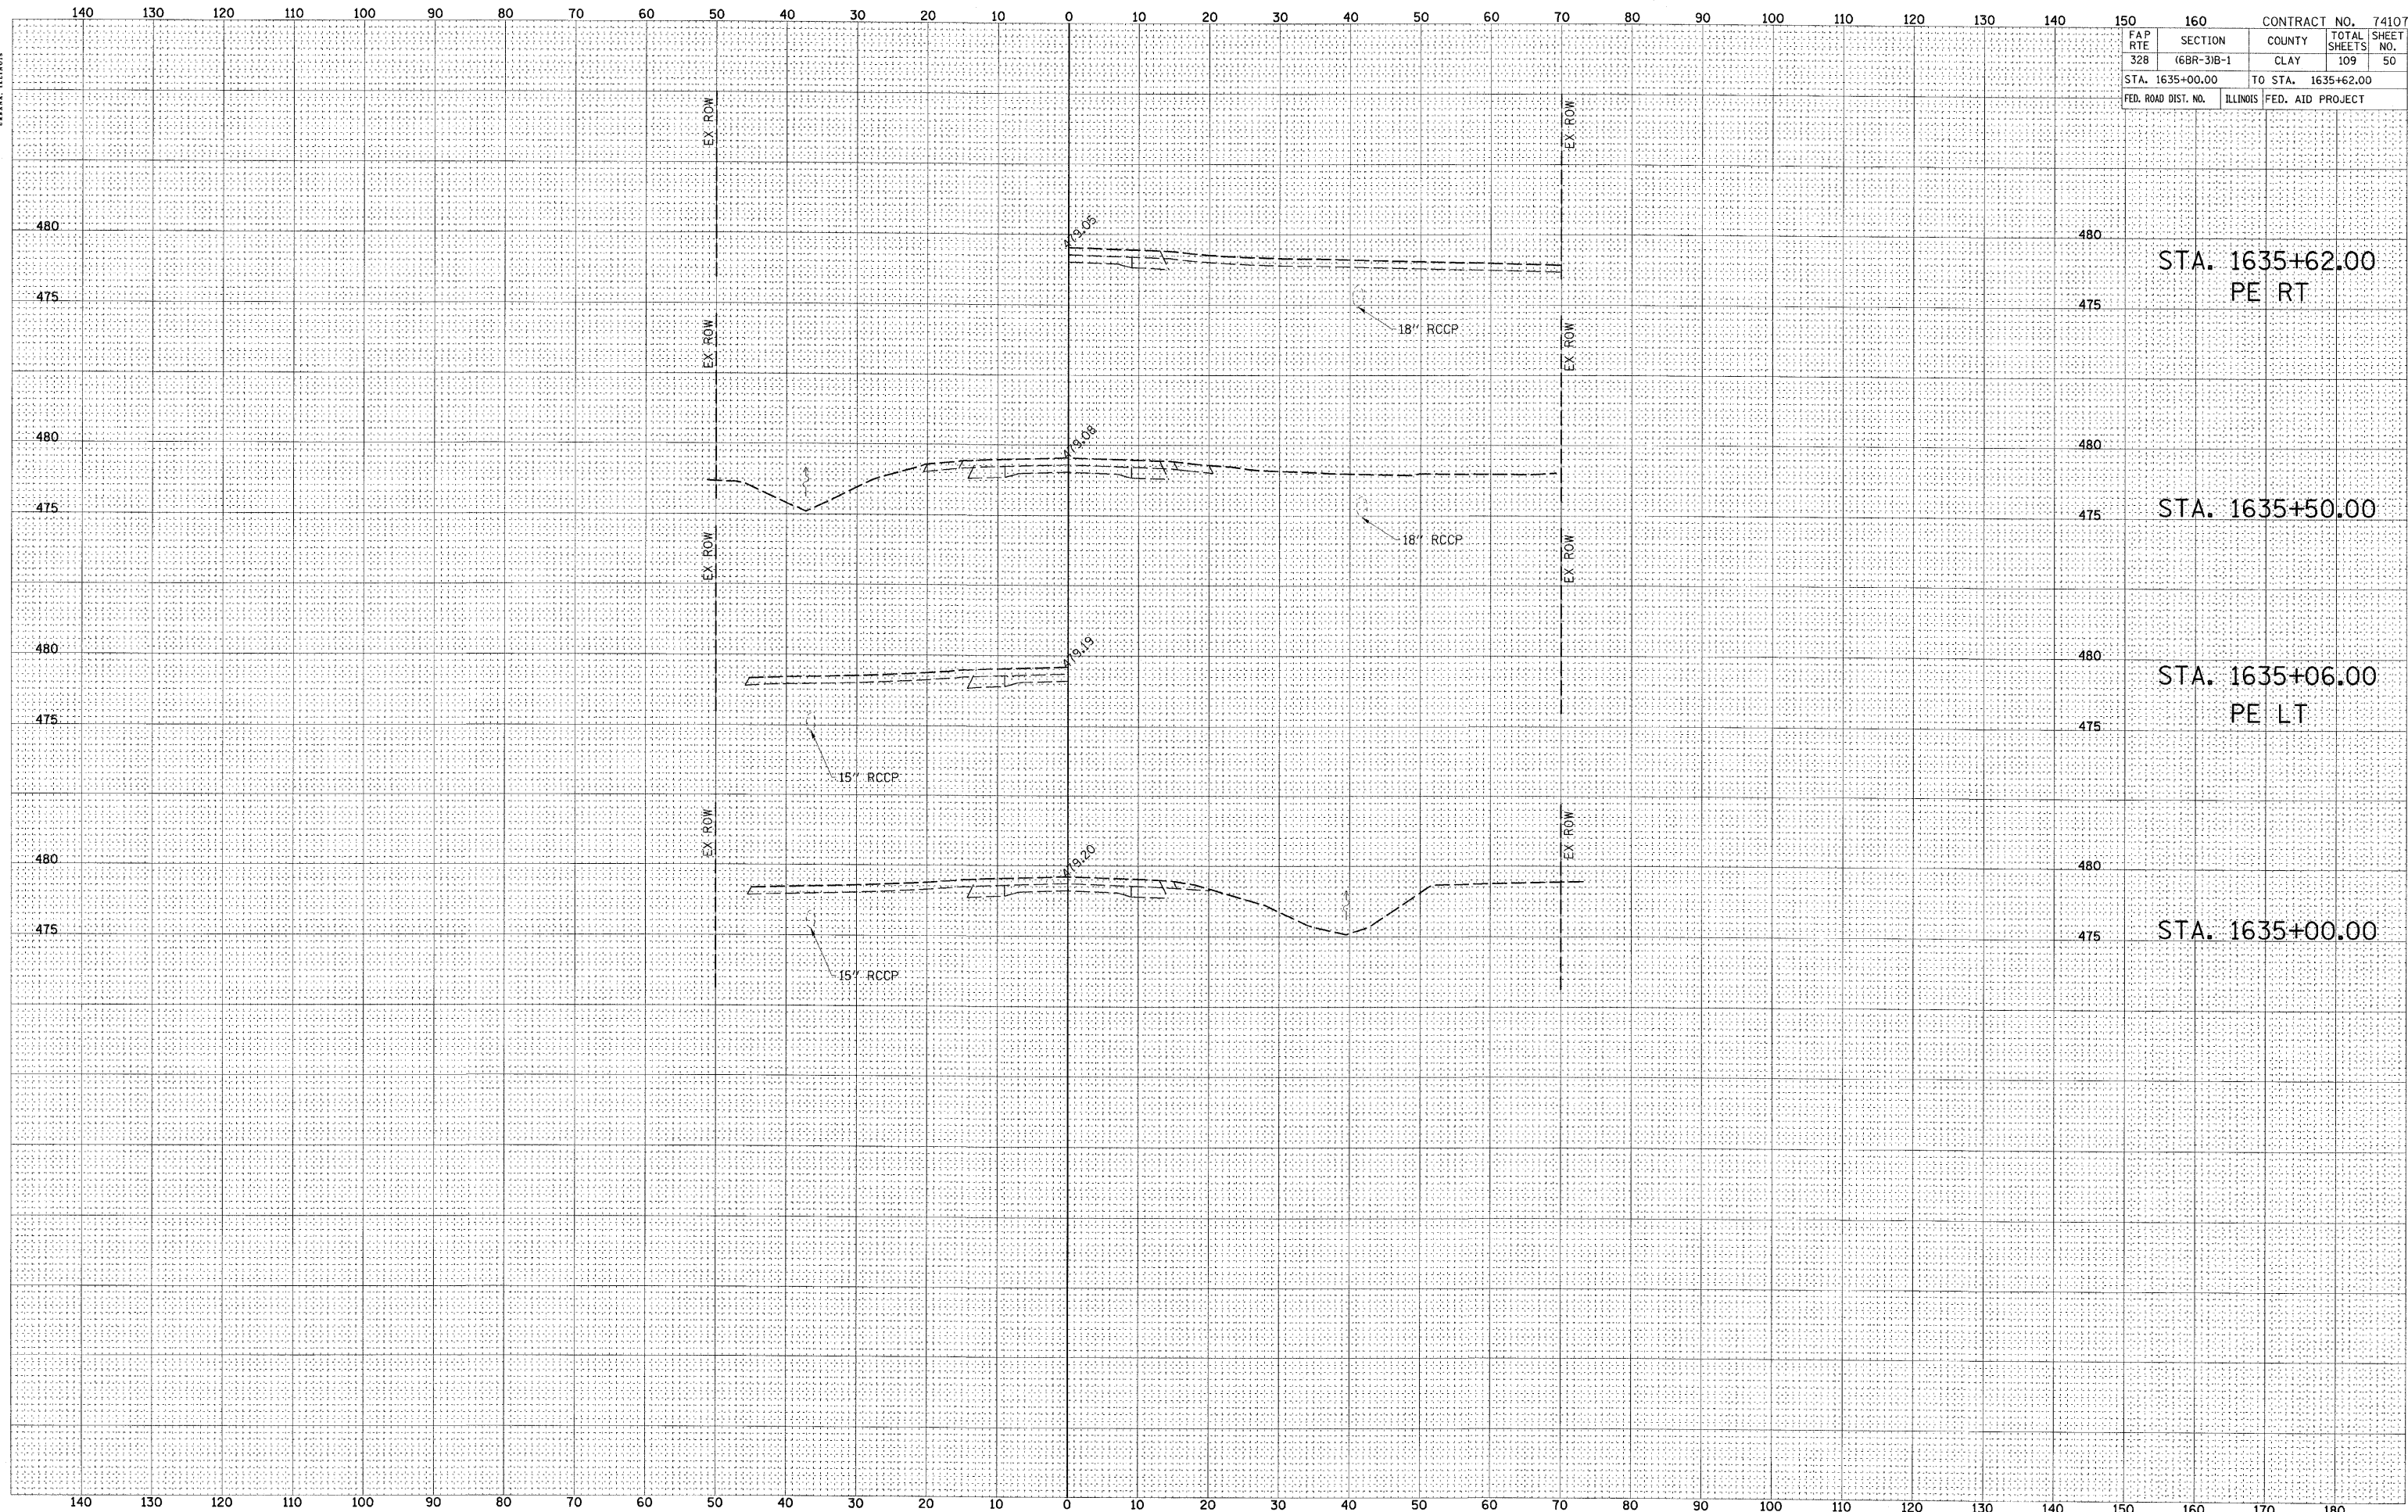 140 130 120 110 100 90 80 70 60 50 40 30 20 10 0 10 20 30 40 50 60 70 80 90 100 110 120 130 140 150 160
CONTRACT NO. 74107
FAP RTE SECTION COUNTY TOTAL SHEETS SHEET NO.
328 (6BR-3)B-1 CLAY 109 50
STA. 1635+00.00 TO STA. 1635+62.00
FED. ROAD DIST. NO. ILLINOIS FED. AID PROJECT
EX ROW EX ROW
480 479.05 480
STA. 1635+62.00
PE RT
475 475
18" RCCP
EX ROW EX ROW
480 479.08 480
475 475
STA. 1635+50.00
18" RCCP
EX ROW EX ROW
480 479.19 480
STA. 1635+06.00
PE LT
475 475
15" RCCP
EX ROW EX ROW
480 479.20 480
475 475
STA. 1635+00.00
15" RCCP
140 130 120 110 100 90 80 70 60 50 40 30 20 10 0 10 20 30 40 50 60 70 80 90 100 110 120 130 140 150 160 170 180